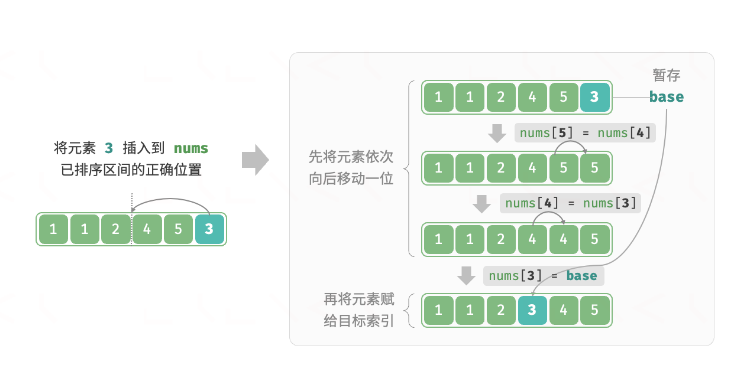 将元素 3 插入到 nums
已排序区间的正确位置
1 1 2 4 5 3
暂存
base
1 1 2 4 5 3
nums[5] = nums[4]
先将元素依次
向后移动一位
1 1 2 4 5 5
nums[4] = nums[3]
1 1 2 4 4 5
nums[3] = base
再将元素赋
给目标索引
1 1 2 3 4 5